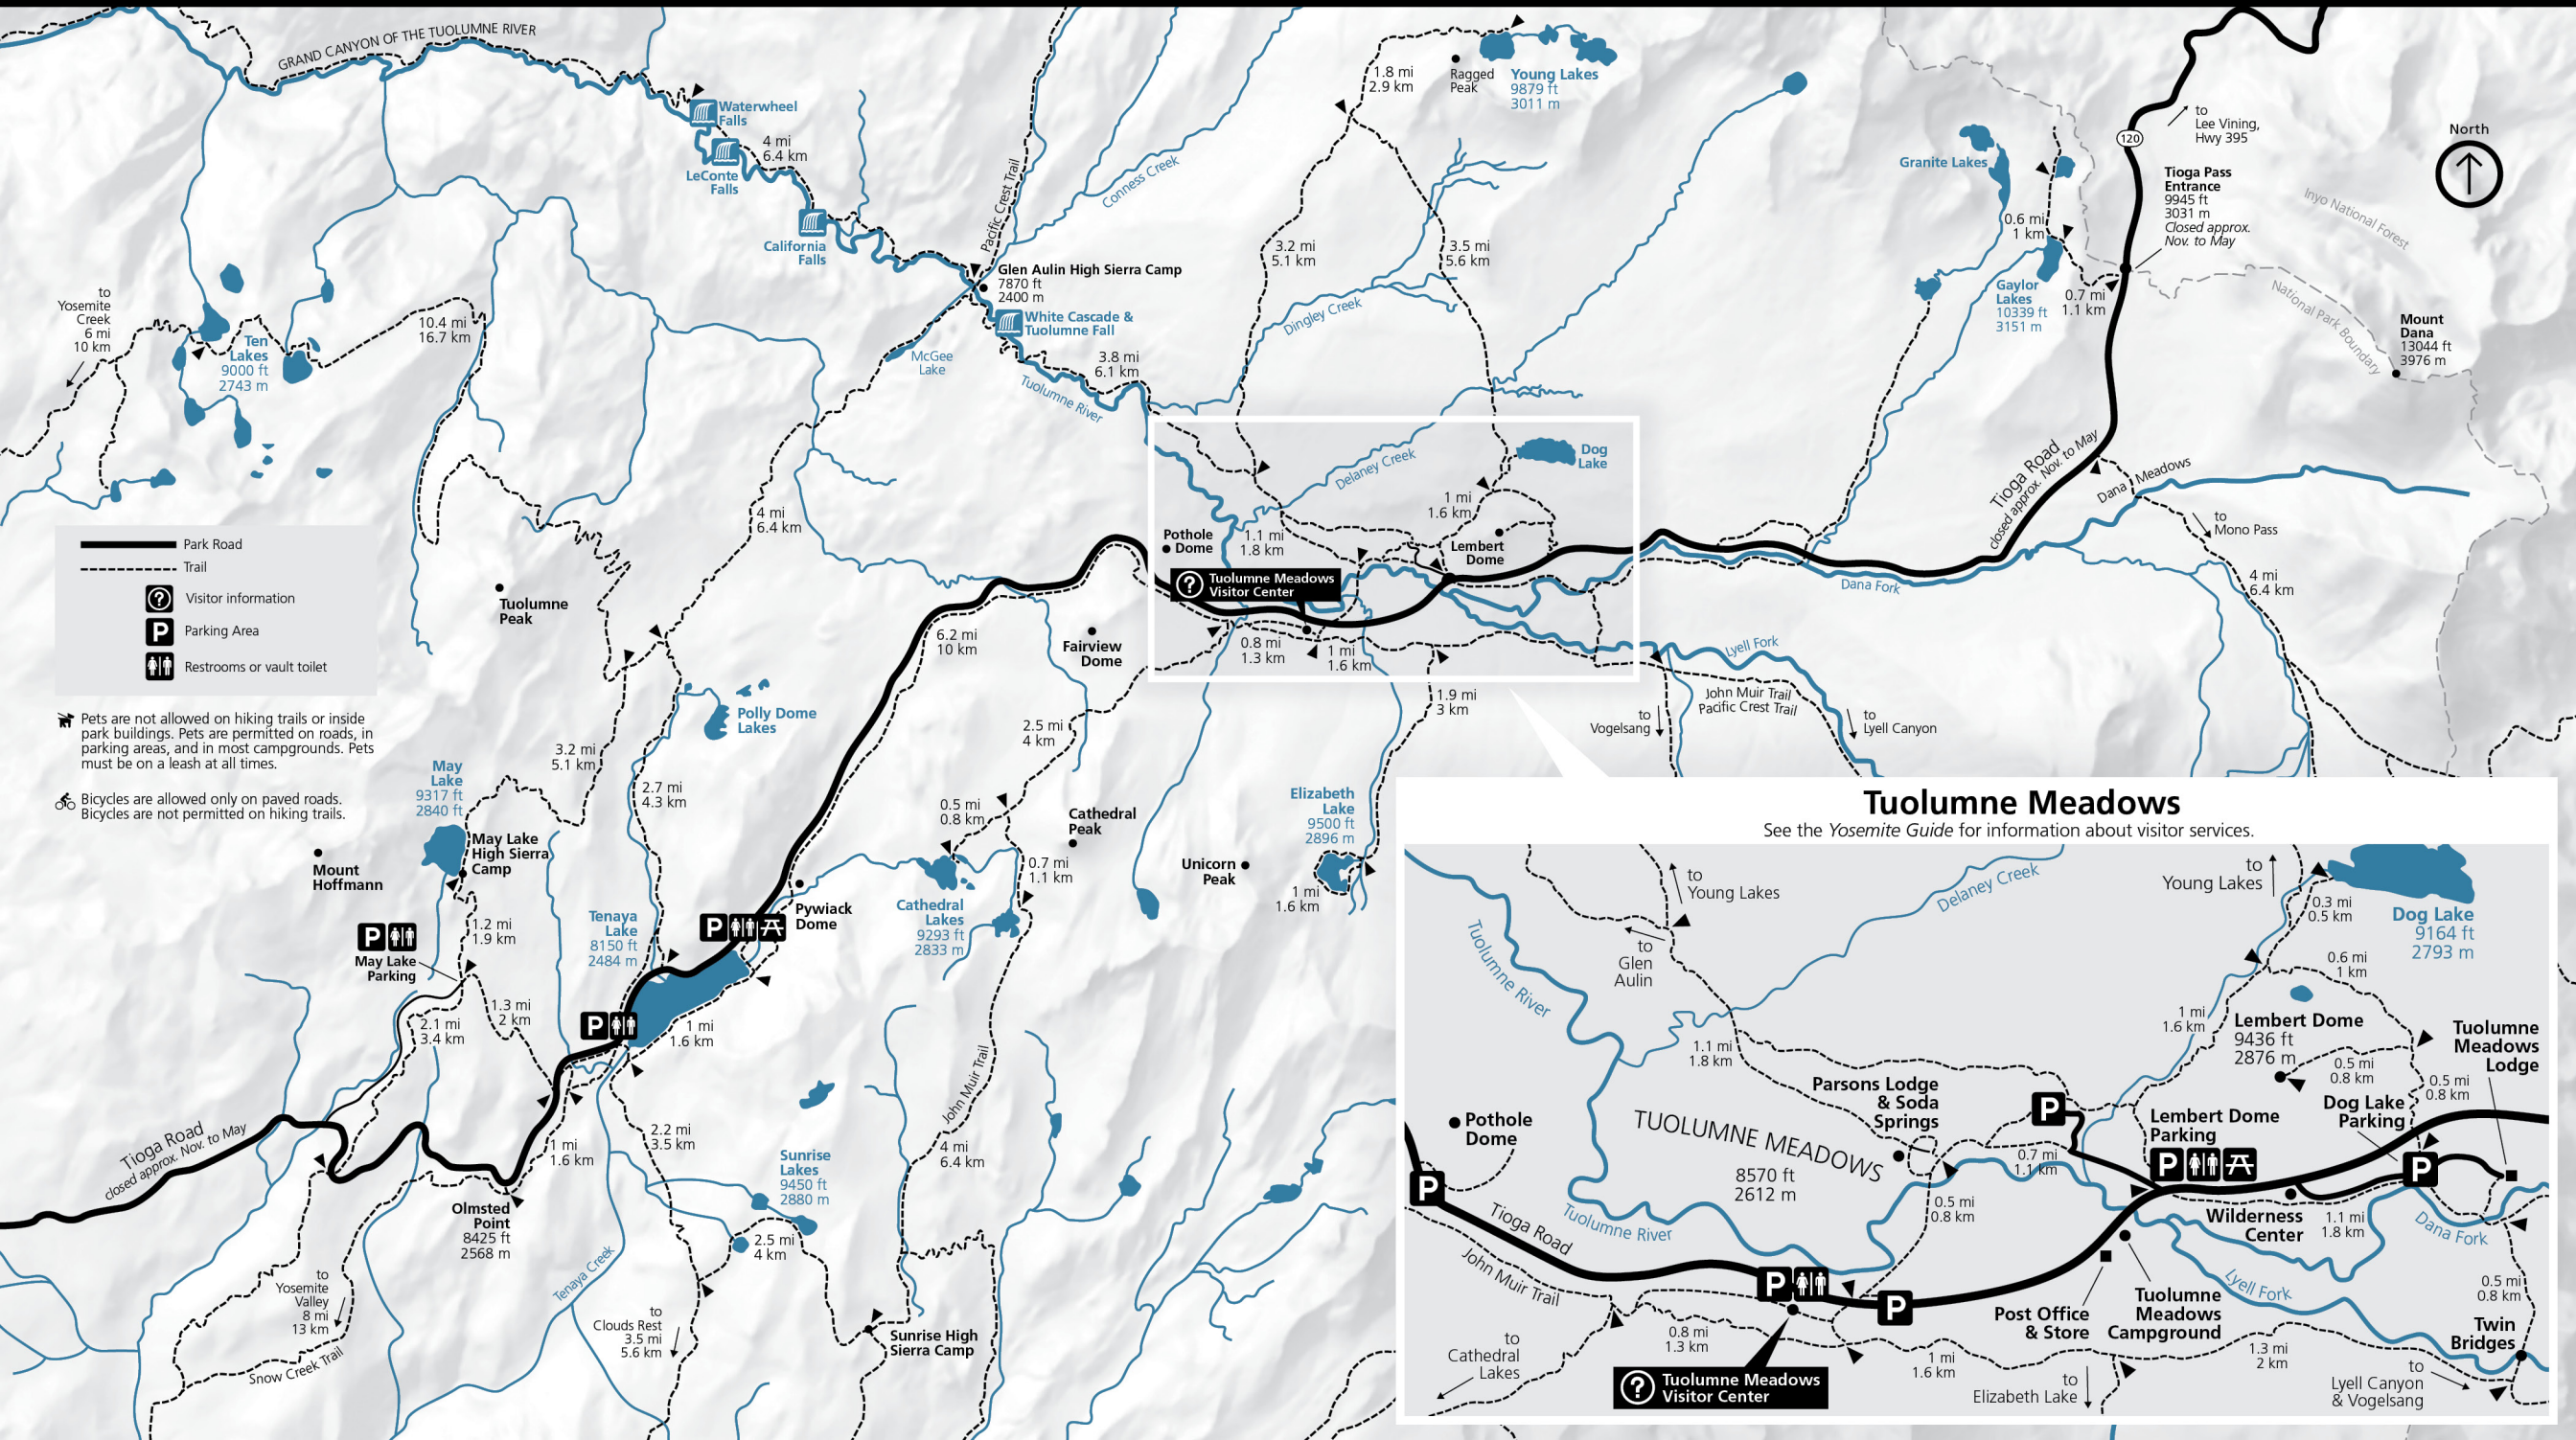 GRAND CANYON OF THE TUOLUMNE RIVER
Waterwheel
Falls
4 mi
6.4 km
LeConte
Falls
California
Falls
Pacific Crest Trail
Conness Creek
Glen Aulin High Sierra Camp
7870 ft
2400 m
White Cascade &
Tuolumne Fall
McGee
Lake
3.8 mi
6.1 km
Tuolumne River
1.8 mi
2.9 km
Ragged
Peak
Young Lakes
9879 ft
3011 m
3.2 mi
5.1 km
3.5 mi
5.6 km
Dingley Creek
Granite Lakes
0.6 mi
1 km
Gaylor
Lakes
10339 ft
3151 m
0.7 mi
1.1 km
120
to
Lee Vining,
Hwy 395
Tioga Pass
Entrance
9945 ft
3031 m
Closed approx.
Nov. to May
Inyo National Forest
National Park Boundary
North
Mount
Dana
13044 ft
3976 m
to
Yosemite
Creek
6 mi
10 km
Ten
Lakes
9000 ft
2743 m
10.4 mi
16.7 km
4 mi
6.4 km
Park Road
Trail
?
Visitor information
P
Parking Area
Restrooms or vault toilet
Pets are not allowed on hiking trails or inside
park buildings. Pets are permitted on roads, in
parking areas, and in most campgrounds. Pets
must be on a leash at all times.
Bicycles are allowed only on paved roads.
Bicycles are not permitted on hiking trails.
Tuolumne
Peak
6.2 mi
10 km
Fairview
Dome
Pothole
Dome
1.1 mi
1.8 km
Delaney Creek
Dog
Lake
1 mi
1.6 km
Lembert
Dome
?
Tuolumne Meadows
Visitor Center
0.8 mi
1.3 km
1 mi
1.6 km
Tioga Road
closed approx. Nov. to May
Dana Meadows
to
Mono Pass
4 mi
6.4 km
Dana Fork
Lyell Fork
John Muir Trail
Pacific Crest Trail
to
Vogelsang
to
Lyell Canyon
1.9 mi
3 km
Polly Dome
Lakes
3.2 mi
5.1 km
2.7 mi
4.3 km
2.5 mi
4 km
0.5 mi
0.8 km
Cathedral
Peak
0.7 mi
1.1 km
Unicorn
Peak
Elizabeth
Lake
9500 ft
2896 m
1 mi
1.6 km
May
Lake
9317 ft
2840 ft
May Lake
High Sierra
Camp
Mount
Hoffmann
1.2 mi
1.9 km
P
May Lake
Parking
Tenaya
Lake
8150 ft
2484 m
P
Pywiack
Dome
Cathedral
Lakes
9293 ft
2833 m
P
1.3 mi
2 km
2.1 mi
3.4 km
1 mi
1.6 km
John Muir Trail
Tioga Road
closed approx. Nov. to May
1 mi
1.6 km
2.2 mi
3.5 km
4 mi
6.4 km
Sunrise
Lakes
9450 ft
2880 m
Olmsted
Point
8425 ft
2568 m
2.5 mi
4 km
Tenaya Creek
to
Yosemite
Valley
8 mi
13 km
Snow Creek Trail
to
Clouds Rest
3.5 mi
5.6 km
Sunrise High
Sierra Camp
Tuolumne Meadows
See the Yosemite Guide for information about visitor services.
to
Young Lakes
to
Glen
Aulin
Tuolumne River
Delaney Creek
to
Young Lakes
0.3 mi
0.5 km
Dog Lake
9164 ft
2793 m
0.6 mi
1 km
1 mi
1.6 km
Lembert Dome
9436 ft
2876 m
Tuolumne
Meadows
Lodge
0.5 mi
0.8 km
0.5 mi
0.8 km
1.1 mi
1.8 km
Parsons Lodge
& Soda
Springs
P
Pothole
Dome
TUOLUMNE MEADOWS
8570 ft
2612 m
Lembert Dome
Parking
P
Dog Lake
Parking
P
0.7 mi
1.1 km
P
0.5 mi
0.8 km
Tioga Road
Tuolumne River
John Muir Trail
Wilderness
Center
1.1 mi
1.8 km
Dana Fork
Lyell Fork
0.5 mi
0.8 km
P
P
Post Office
& Store
Tuolumne
Meadows
Campground
Twin
Bridges
to
Cathedral
Lakes
0.8 mi
1.3 km
1 mi
1.6 km
1.3 mi
2 km
?
Tuolumne Meadows
Visitor Center
to
Elizabeth Lake
to
Lyell Canyon
& Vogelsang